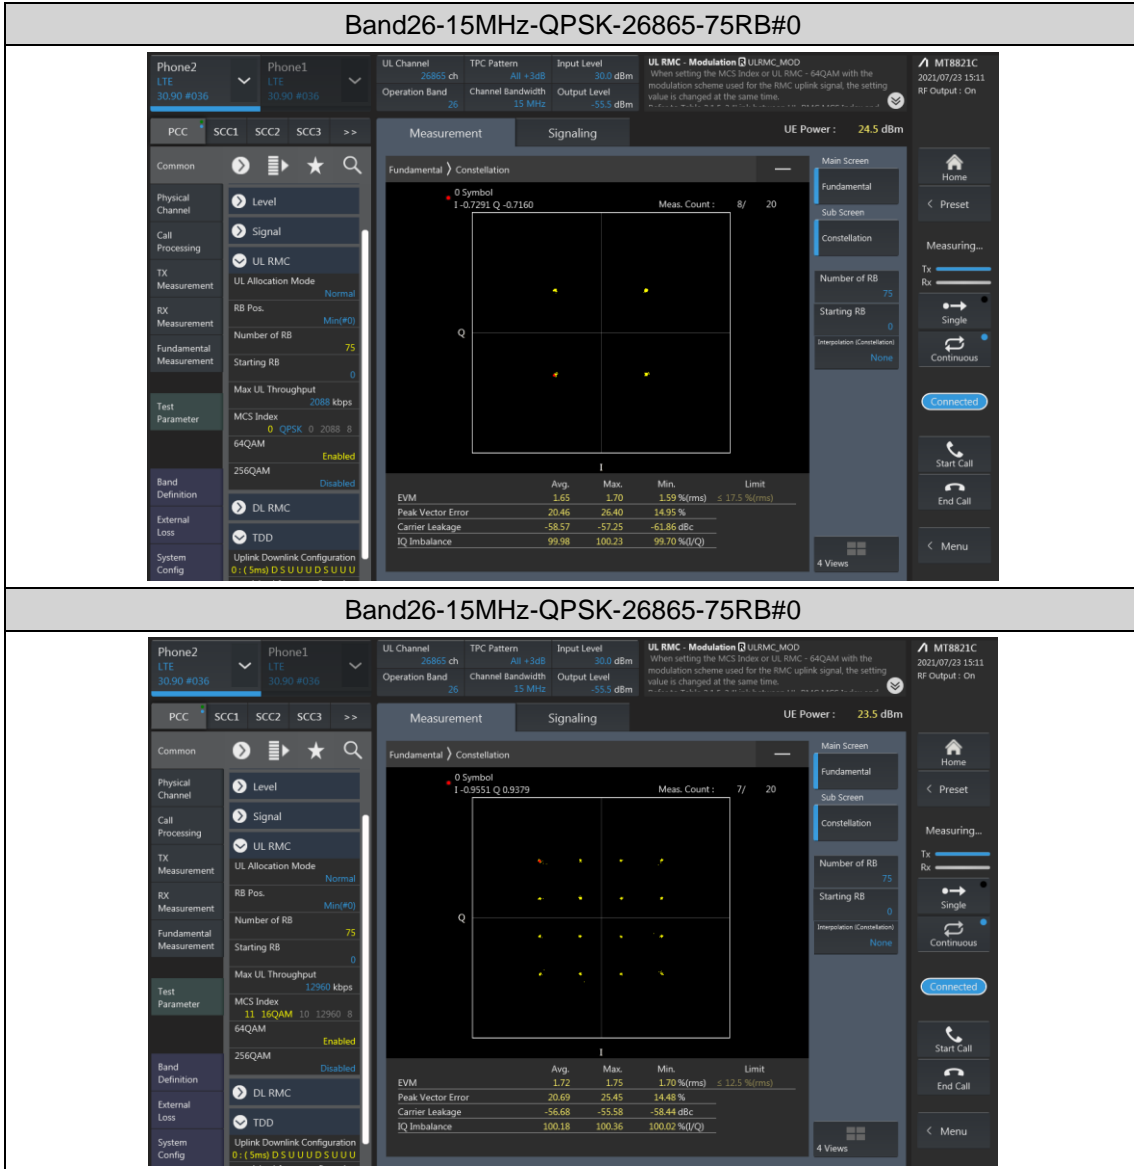 Band26-15MHz-QPSK-26865-75RB#0
Phone2
LTE
30.90 #036
Phone1
LTE
30.90 #036
UL Channel
26865 ch
TPC Pattern
All +3dB
Input Level
30.0 dBm
Operation Band
26
Channel Bandwidth
15 MHz
Output Level
-55.5 dBm
UL RMC - Modulation R ULRMC_MOD
When setting the MCS Index or UL RMC - 64QAM with the
modulation scheme used for the RMC uplink signal, the setting
value is changed at the same time.
MT8821C
2021/07/23 15:11
RF Output : On
PCC SCC1 SCC2 SCC3 >>
Measurement
Signaling
UE Power : 24.5 dBm
Common
Physical
Channel
Call
Processing
TX
Measurement
RX
Measurement
Fundamental
Measurement
Test
Parameter
Band
Definition
External
Loss
System
Config
Level
Signal
UL RMC
UL Allocation Mode
Normal
RB Pos.
Min(#0)
Number of RB
75
Starting RB
0
Max UL Throughput
2088 kbps
MCS Index
0 QPSK 0 2088 8
64QAM
Enabled
256QAM
Disabled
DL RMC
TDD
Uplink Downlink Configuration
0 : ( 5ms) D S U U U D S U U U
Fundamental Constellation
0 Symbol
I -0.7291 Q -0.7160
Meas. Count : 8/ 20
Q
I
Avg. Max. Min. Limit
EVM 1.65 1.70 1.59 %(rms) ≤ 17.5 %(rms)
Peak Vector Error 20.46 26.40 14.95 %
Carrier Leakage -58.57 -57.25 -61.86 dBc
IQ Imbalance 99.98 100.23 99.70 %(I/Q)
Main Screen
Fundamental
Sub Screen
Constellation
Number of RB
75
Starting RB
0
Interpolation (Constellation)
None
4 Views
Home
< Preset
Measuring...
Tx
Rx
Single
Continuous
Connected
Start Call
End Call
< Menu
Band26-15MHz-QPSK-26865-75RB#0
Phone2
LTE
30.90 #036
Phone1
LTE
30.90 #036
UL Channel
26865 ch
TPC Pattern
All +3dB
Input Level
30.0 dBm
Operation Band
26
Channel Bandwidth
15 MHz
Output Level
-55.5 dBm
UL RMC - Modulation R ULRMC_MOD
When setting the MCS Index or UL RMC - 64QAM with the
modulation scheme used for the RMC uplink signal, the setting
value is changed at the same time.
MT8821C
2021/07/23 15:11
RF Output : On
PCC SCC1 SCC2 SCC3 >>
Measurement
Signaling
UE Power : 23.5 dBm
Common
Physical
Channel
Call
Processing
TX
Measurement
RX
Measurement
Fundamental
Measurement
Test
Parameter
Band
Definition
External
Loss
System
Config
Level
Signal
UL RMC
UL Allocation Mode
Normal
RB Pos.
Min(#0)
Number of RB
75
Starting RB
0
Max UL Throughput
12960 kbps
MCS Index
11 16QAM 10 12960 8
64QAM
Enabled
256QAM
Disabled
DL RMC
TDD
Uplink Downlink Configuration
0 : ( 5ms) D S U U U D S U U U
Fundamental Constellation
0 Symbol
I -0.9551 Q 0.9379
Meas. Count : 7/ 20
Q
I
Avg. Max. Min. Limit
EVM 1.72 1.75 1.70 %(rms) ≤ 12.5 %(rms)
Peak Vector Error 20.69 25.45 14.48 %
Carrier Leakage -56.68 -55.58 -58.44 dBc
IQ Imbalance 100.18 100.36 100.02 %(I/Q)
Main Screen
Fundamental
Sub Screen
Constellation
Number of RB
75
Starting RB
0
Interpolation (Constellation)
None
4 Views
Home
< Preset
Measuring...
Tx
Rx
Single
Continuous
Connected
Start Call
End Call
< Menu